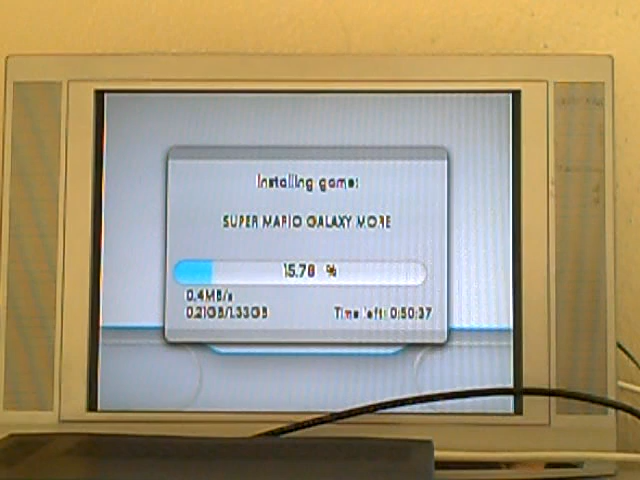 Installing game:
SUPER MARIO GALAXY MORE
15.78 %
0.4MB/s
0.21GB/1.33GB
Time left: 0:50:37